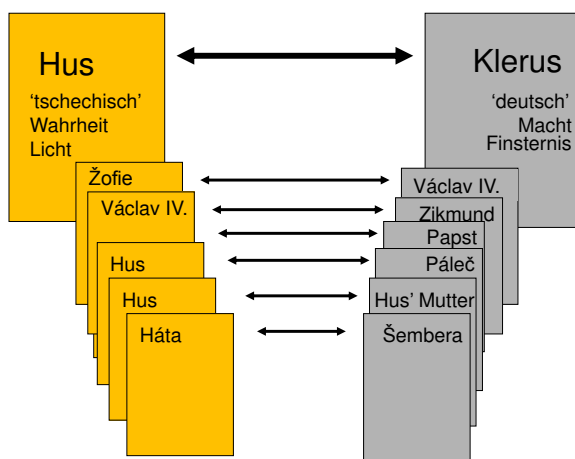 Hus
'tschechisch'
Wahrheit
Licht
Klerus
'deutsch'
Macht
Finsternis
Žofie
Václav IV.
Václav IV.
Zikmund
Papst
Hus
Páleč
Hus
Hus' Mutter
Háta
Šembera